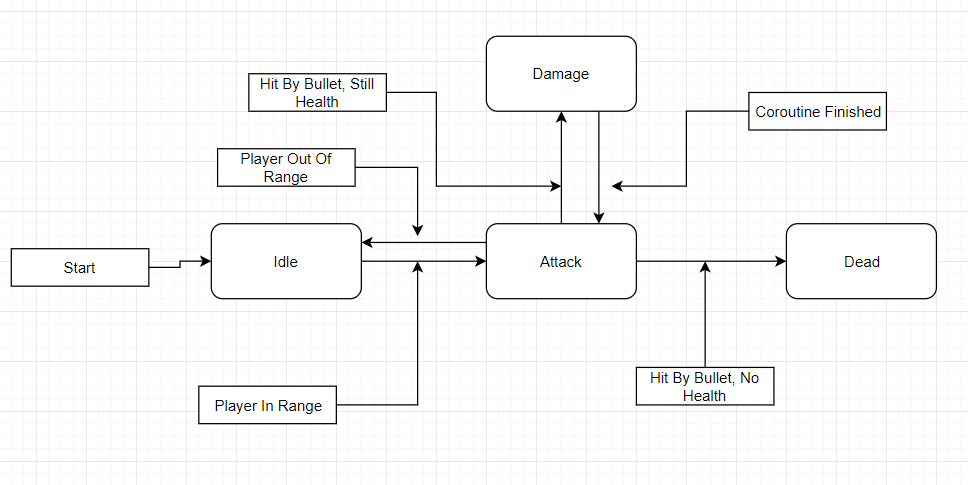 Damage
Hit By Bullet, Still
Health
Coroutine Finished
Player Out Of
Range
Start
Idle
Attack
Dead
Hit By Bullet, No
Health
Player In Range